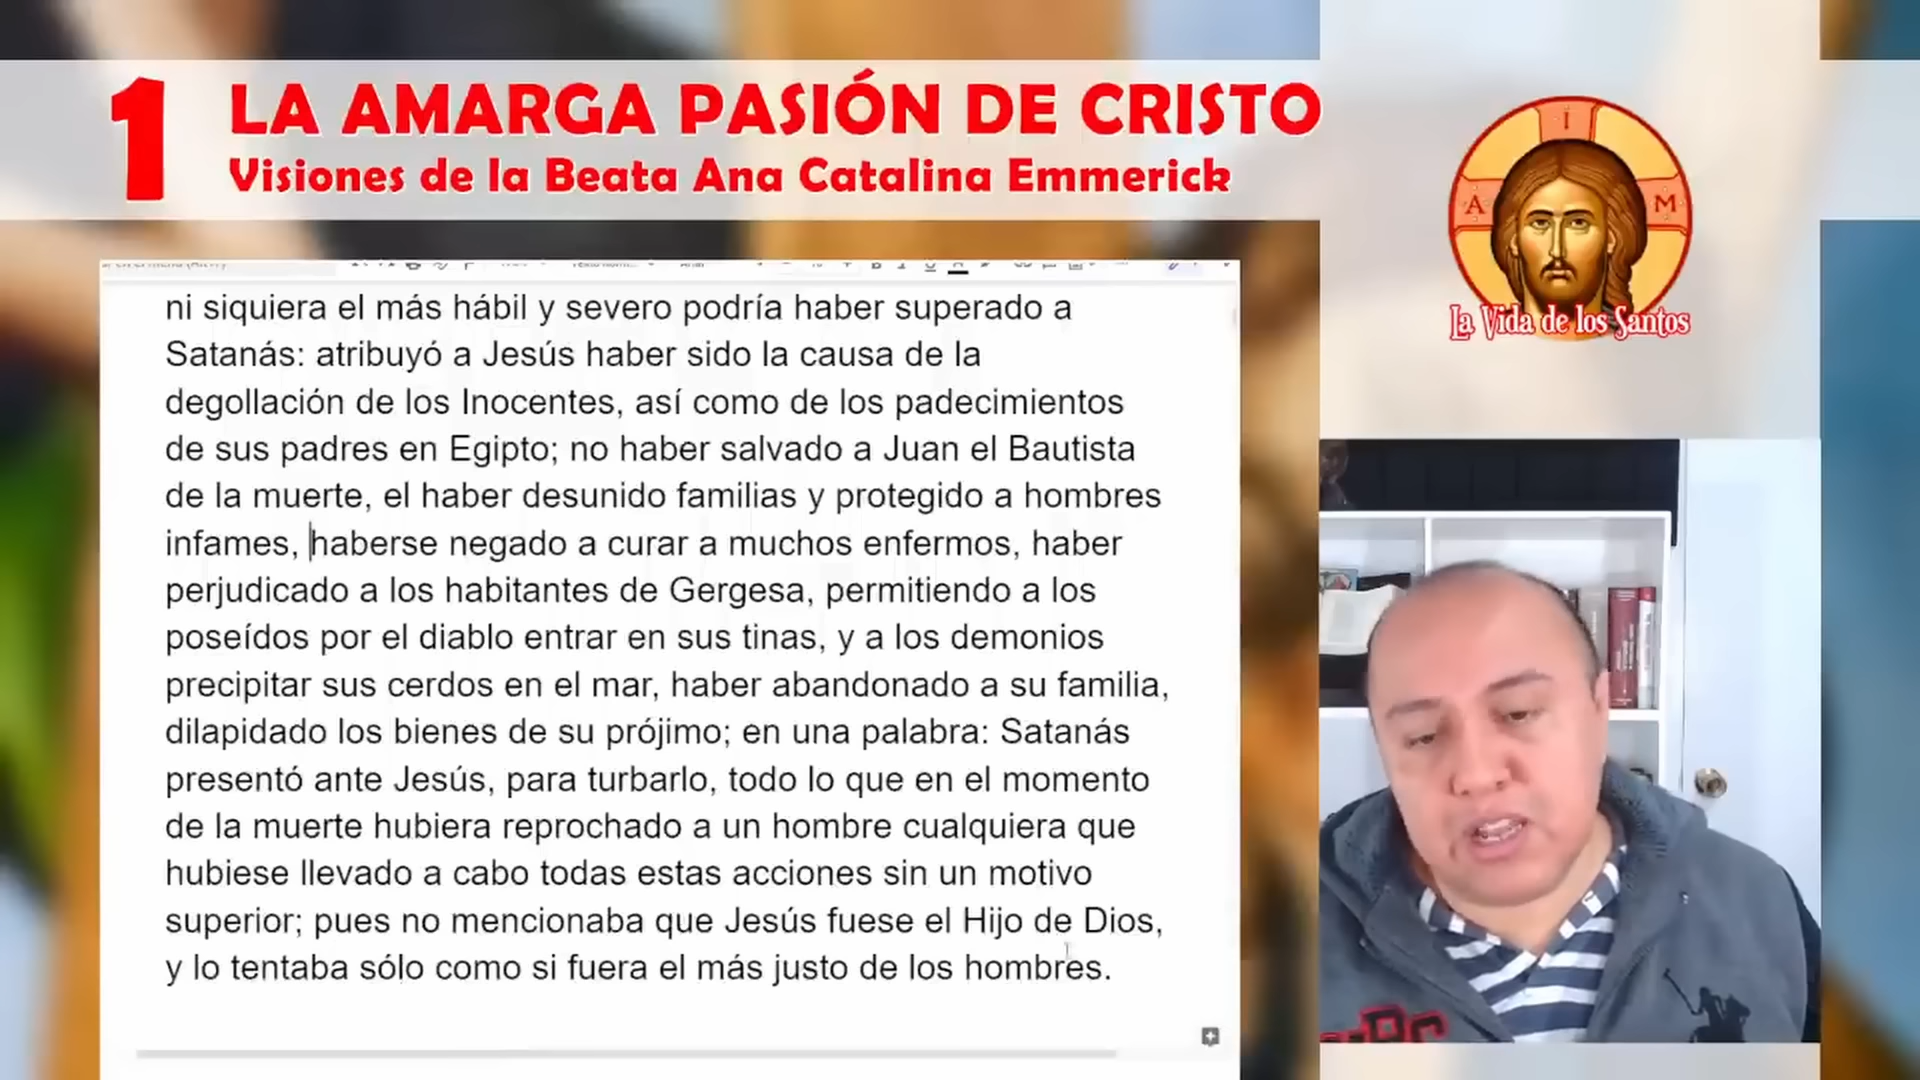 1
LA AMARGA PASIÓN DE CRISTO
Visiones de la Beata Ana Catalina Emmerick
I
A M
La Vida de los Santos
ni siquiera el más hábil y severo podría haber superado a
Satanás: atribuyó a Jesús haber sido la causa de la
degollación de los Inocentes, así como de los padecimientos
de sus padres en Egipto; no haber salvado a Juan el Bautista
de la muerte, el haber desunido familias y protegido a hombres
infames, haberse negado a curar a muchos enfermos, haber
perjudicado a los habitantes de Gergesa, permitiendo a los
poseídos por el diablo entrar en sus tinas, y a los demonios
precipitar sus cerdos en el mar, haber abandonado a su familia,
dilapidado los bienes de su prójimo; en una palabra: Satanás
presentó ante Jesús, para turbarlo, todo lo que en el momento
de la muerte hubiera reprochado a un hombre cualquiera que
hubiese llevado a cabo todas estas acciones sin un motivo
superior; pues no mencionaba que Jesús fuese el Hijo de Dios,
y lo tentaba sólo como si fuera el más justo de los hombres.